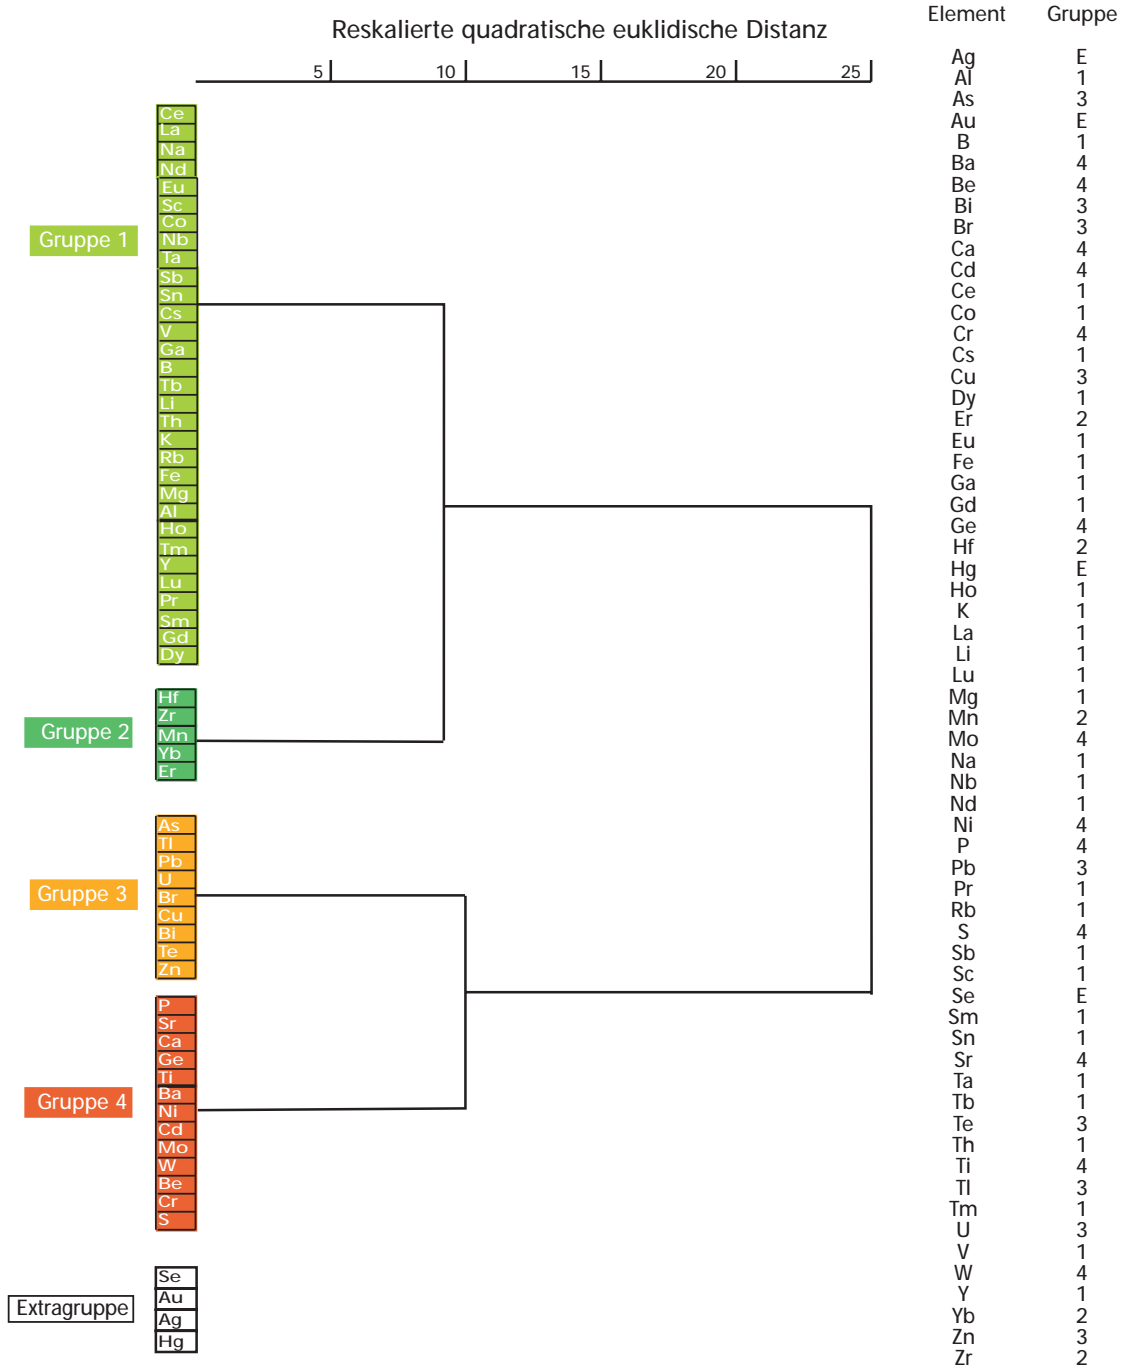 Reskalierte quadratische euklidische Distanz
5 10 15 20 25
Gruppe 1
Ce
La
Na
Nd
Eu
Sc
Co
Nb
Ta
Sb
Sn
Cs
V
Ga
B
Tb
Li
Th
K
Rb
Fe
Mg
Al
Ho
Tm
Y
Lu
Pr
Sm
Gd
Dy
Gruppe 2
Hf
Zr
Mn
Yb
Er
Gruppe 3
As
Tl
Pb
U
Br
Cu
Bi
Te
Zn
Gruppe 4
P
Sr
Ca
Ge
Ti
Ba
Ni
Cd
Mo
W
Be
Cr
S
Extragruppe
Se
Au
Ag
Hg
Element Gruppe
Ag E
Al 1
As 3
Au E
B 1
Ba 4
Be 4
Bi 3
Br 3
Ca 4
Cd 4
Ce 1
Co 1
Cr 4
Cs 1
Cu 3
Dy 1
Er 2
Eu 1
Fe 1
Ga 1
Gd 1
Ge 4
Hf 2
Hg E
Ho 1
K 1
La 1
Li 1
Lu 1
Mg 1
Mn 2
Mo 4
Na 1
Nb 1
Nd 1
Ni 4
P 4
Pb 3
Pr 1
Rb 1
S 4
Sb 1
Sc 1
Se E
Sm 1
Sn 1
Sr 4
Ta 1
Tb 1
Te 3
Th 1
Ti 4
Tl 3
Tm 1
U 3
V 1
W 4
Y 1
Yb 2
Zn 3
Zr 2